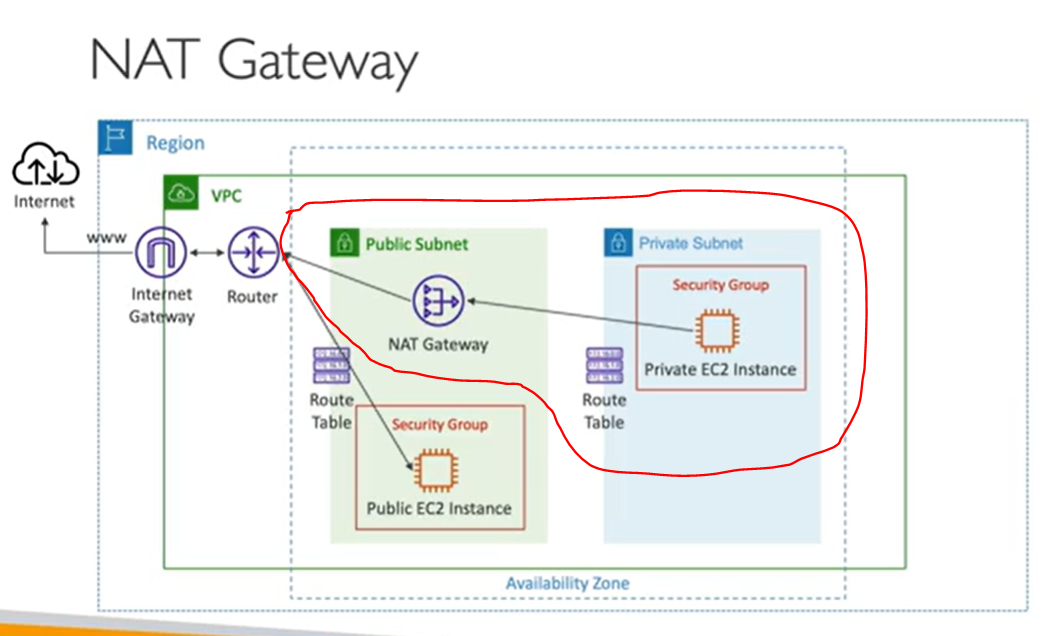 NAT Gateway
Region
Internet
VPC
www
Internet
Gateway
Router
Public Subnet
NAT Gateway
Route
Table
Security Group
Public EC2 Instance
Private Subnet
Security Group
Private EC2 Instance
Route
Table
Availability Zone